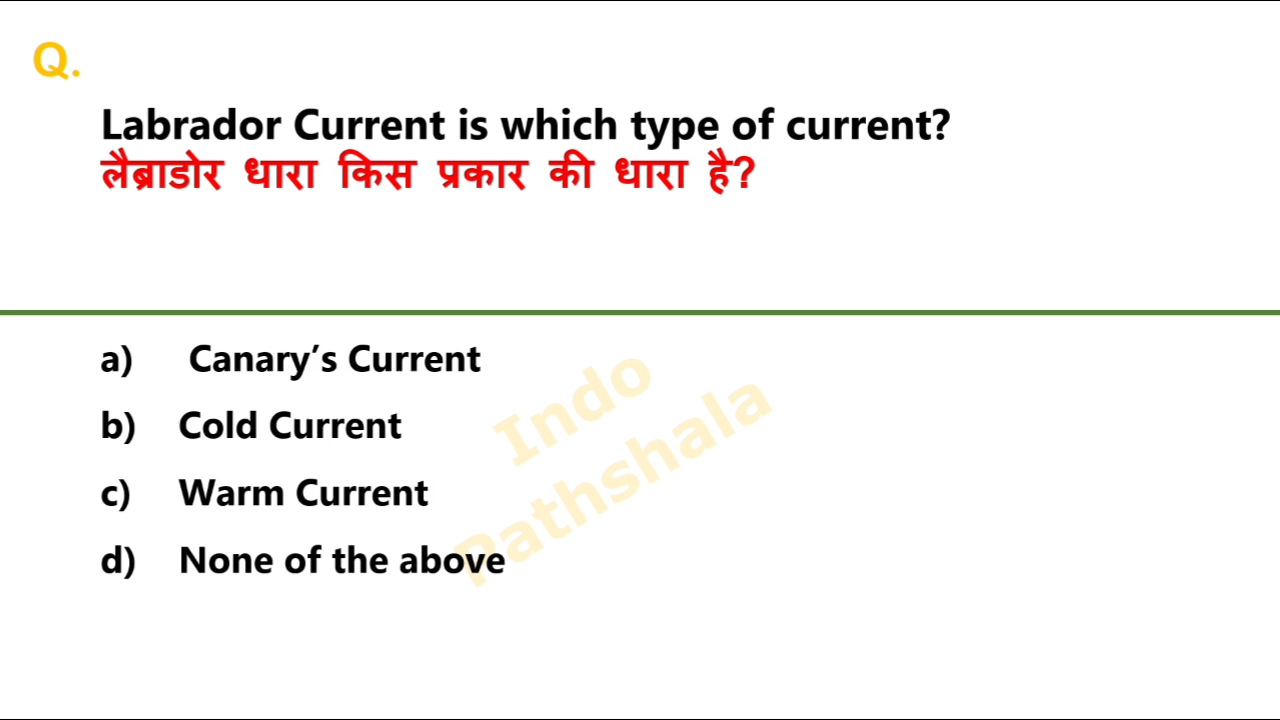 Q.
Labrador Current is which type of current?
लैब्राडोर धारा किस प्रकार की धारा है?
a) Canary’s Current
b) Cold Current
c) Warm Current
d) None of the above
Indo
Pathshala